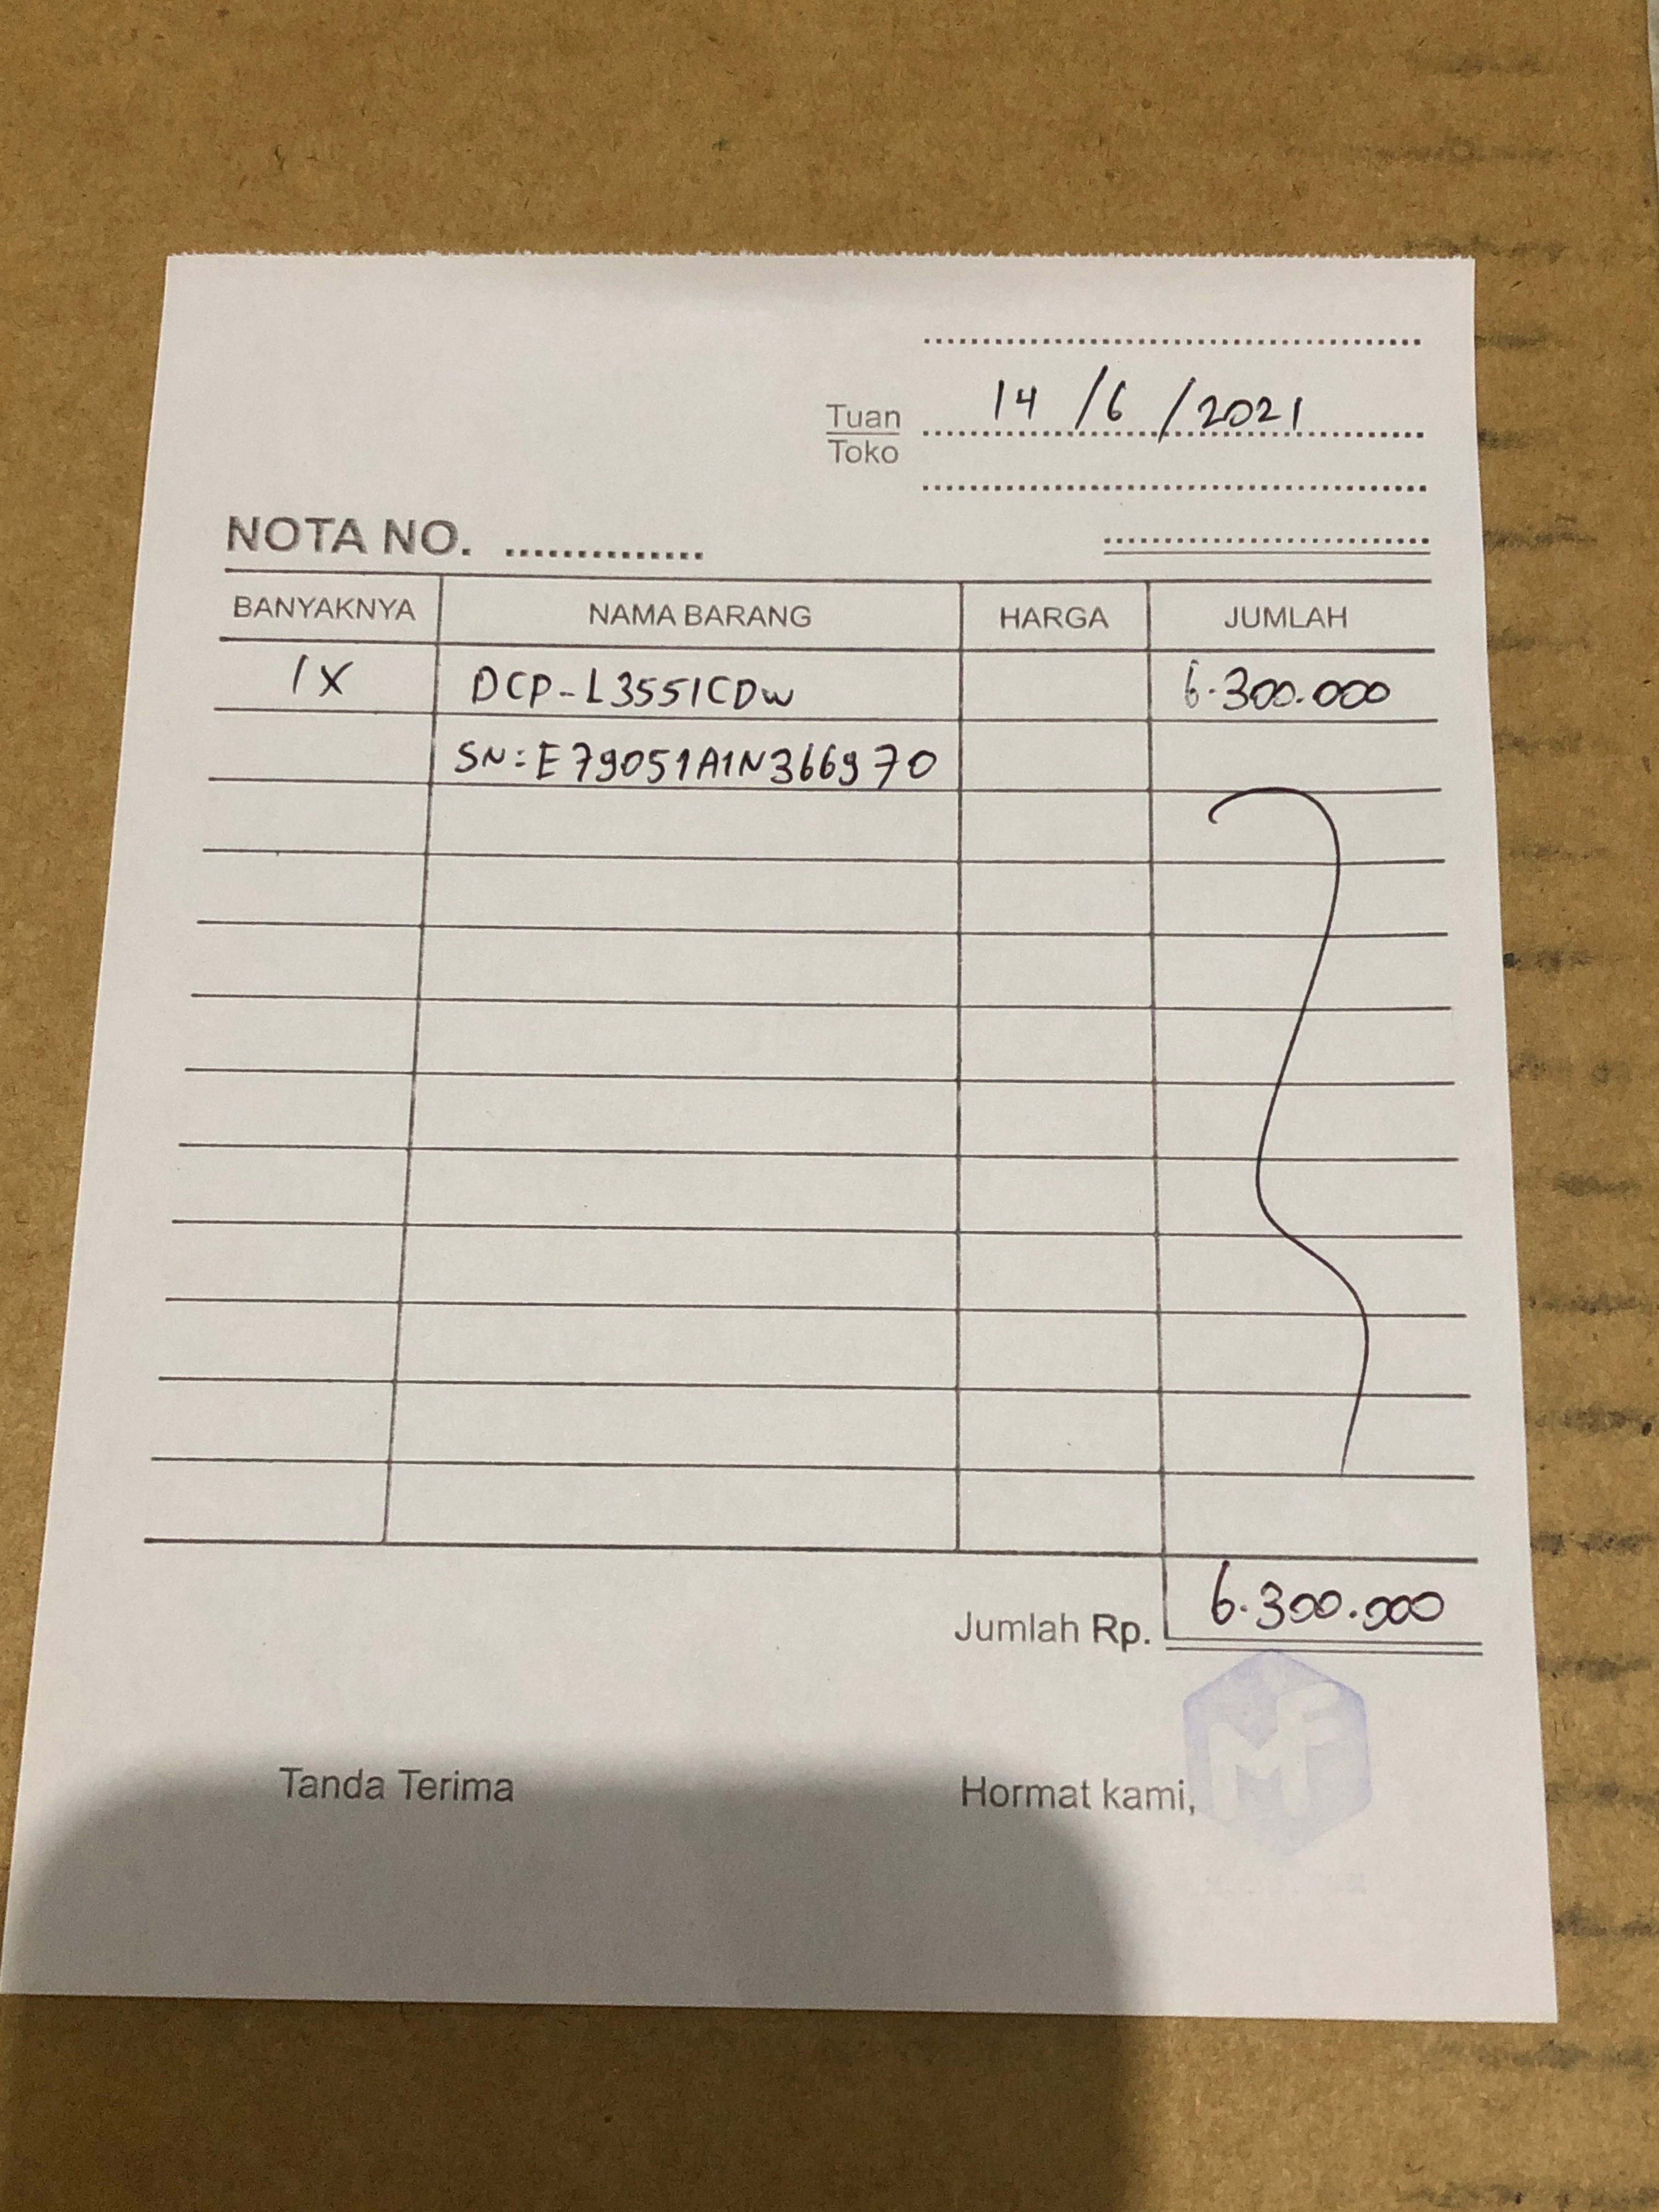 14 /6 /2021
Tuan
Toko
NOTA NO. ..............
BANYAKNYA NAMA BARANG HARGA JUMLAH
1X DCP-L3551CDW 6.300.000
SN: E79051A1N366970
Jumlah Rp. 6.300.000
Tanda Terima Hormat kami,
MF